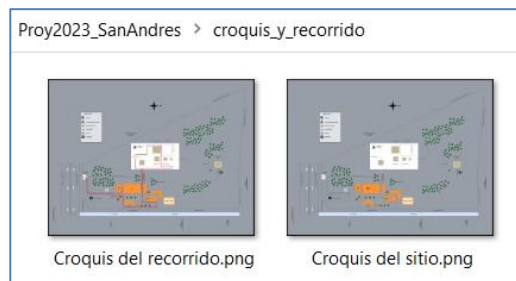 Proy2023_SanAndres > croquis_y_recorrido
Croquis del recorrido.png
Croquis del sitio.png